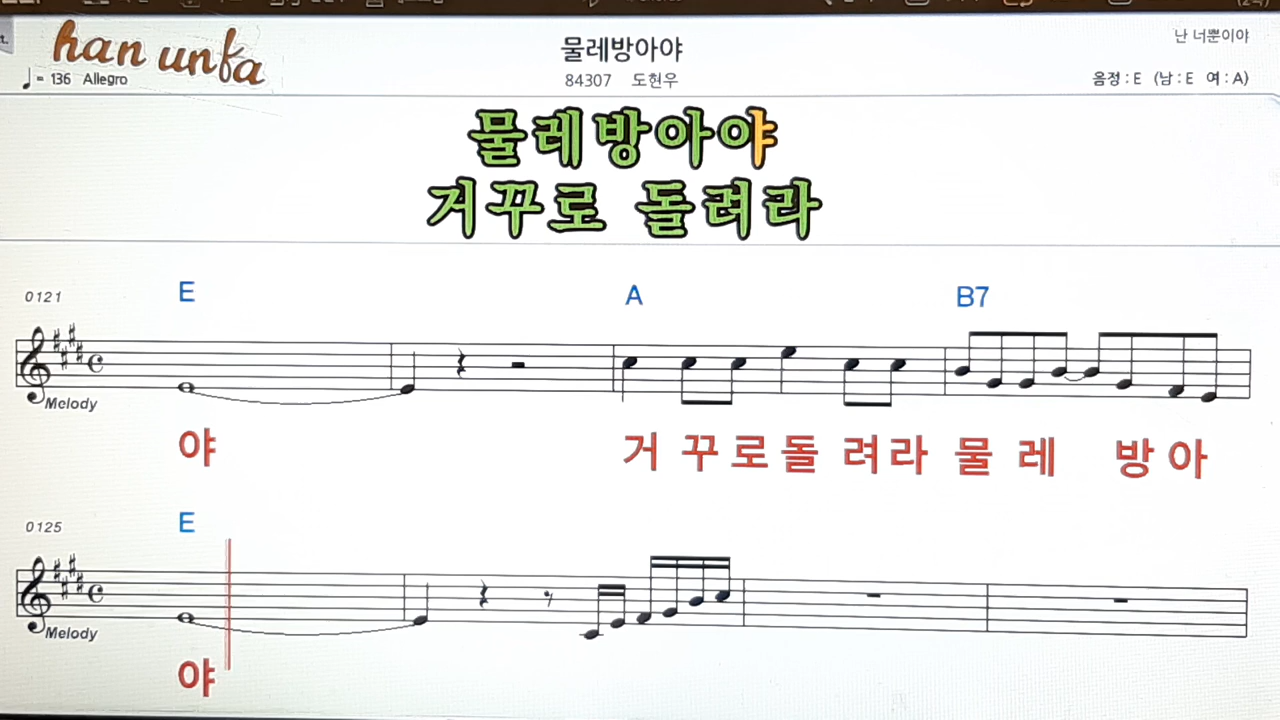 han unfa
난 너뿐이야
물레방아야
♩= 136 Allegro
84307 도현우
음정 : E (남 : E 여 : A)
물레방아야
거꾸로 돌려라
0121
E A B7
Melody
야 거 꾸 로 돌 려 라 물 레 방 아
0125
E
Melody
야